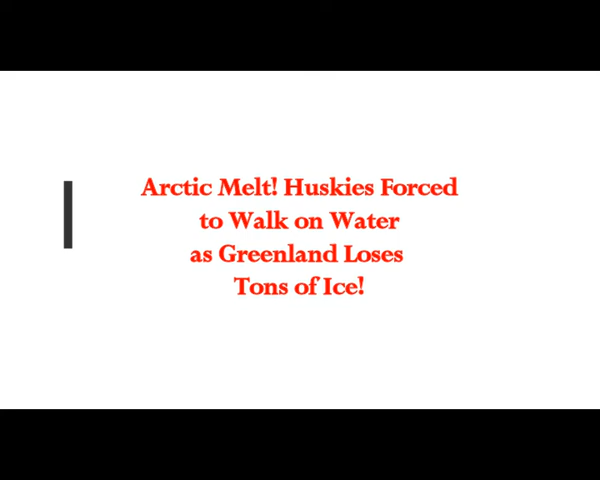 Arctic Melt! Huskies Forced
to Walk on Water
as Greenland Loses
Tons of Ice!